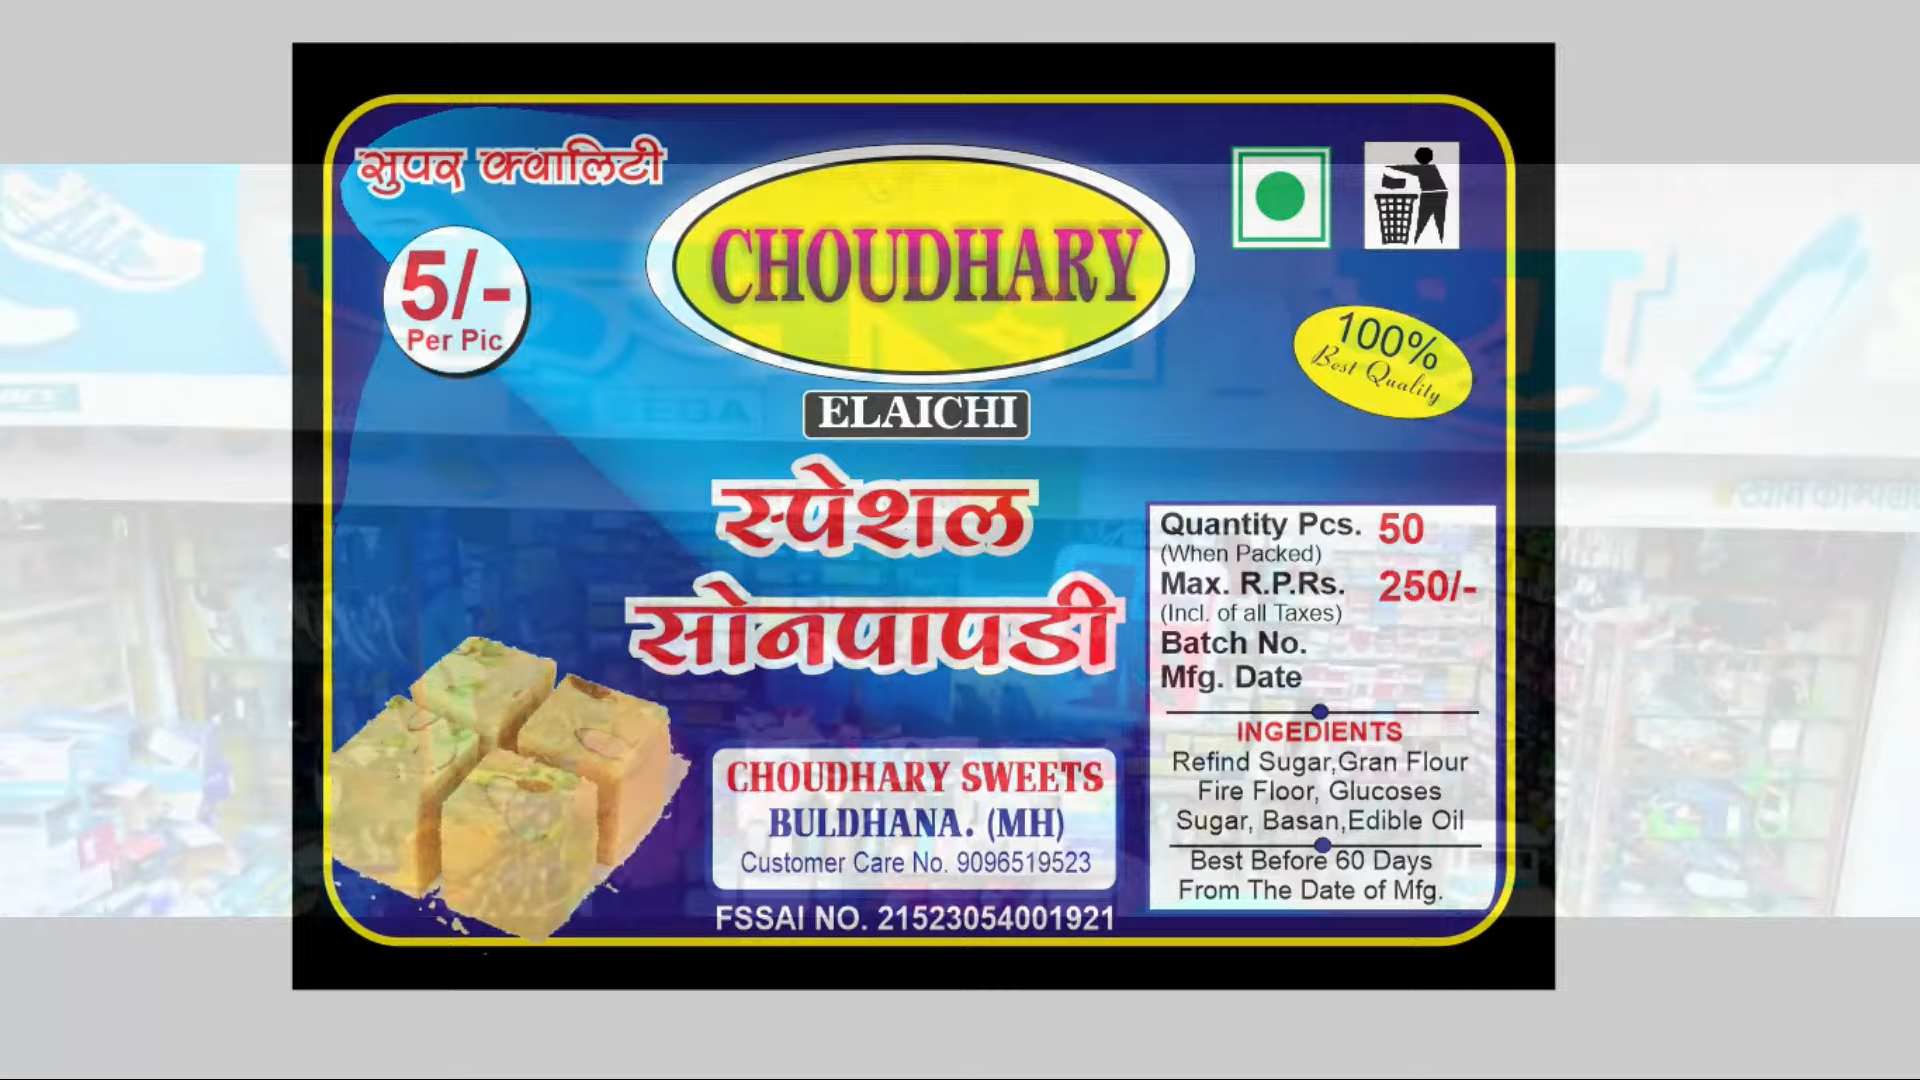 सुपर क्वालिटी
5/-
Per Pic
CHOUDHARY
100%
Best Quality
ELAICHI
स्पेशल
सोनपापडी
Quantity Pcs. 50
(When Packed)
Max. R.P.Rs. 250/-
(Incl. of all Taxes)
Batch No.
Mfg. Date
INGEDIENTS
Refind Sugar,Gran Flour
Fire Floor, Glucoses
Sugar, Basan,Edible Oil
Best Before 60 Days
From The Date of Mfg.
CHOUDHARY SWEETS
BULDHANA. (MH)
Customer Care No. 9096519523
FSSAI NO. 21523054001921